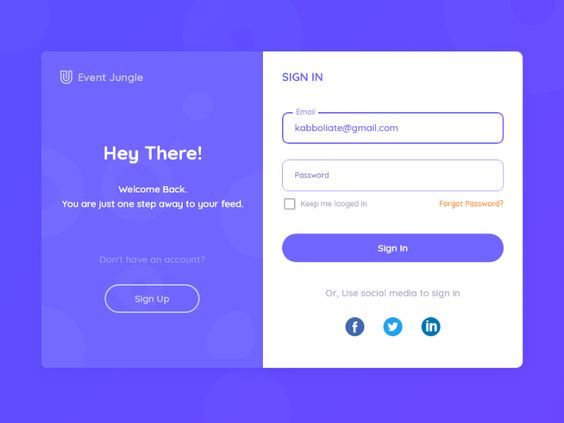 Event Jungle
Hey There!
Welcome Back.
You are just one step away to your feed.
Don't have an account?
Sign Up
SIGN IN
Email
kabboliate@gmail.com
Password
Keep me looged in
Forgot Password?
Sign In
Or, Use social media to sign in
f
in